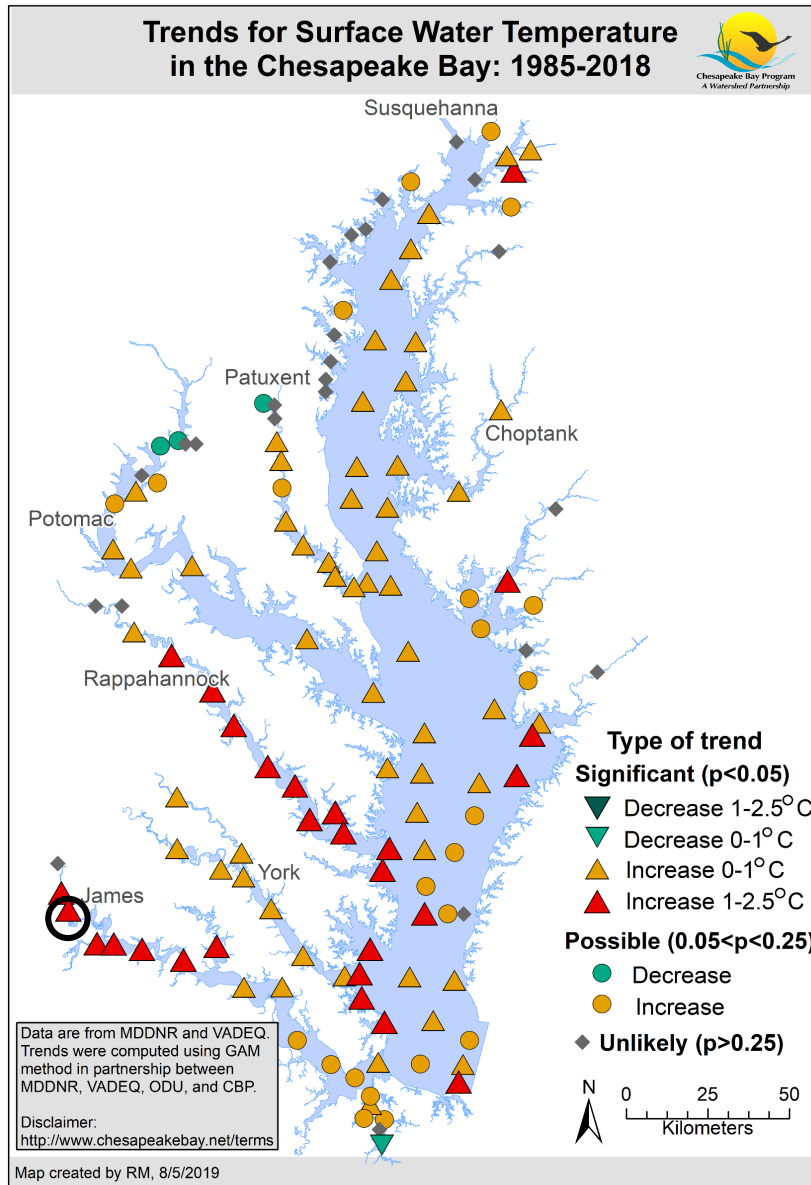 Trends for Surface Water Temperature
in the Chesapeake Bay: 1985-2018
Chesapeake Bay Program
A Watershed Partnership
Susquehanna
Patuxent
Choptank
Potomac
Rappahannock
York
James
Type of trend
Significant (p<0.05)
Decrease 1-2.5°C
Decrease 0-1°C
Increase 0-1°C
Increase 1-2.5°C
Possible (0.05<p<0.25)
Decrease
Increase
Unlikely (p>0.25)
N
0 25 50
Kilometers
Data are from MDDNR and VADEQ.
Trends were computed using GAM
method in partnership between
MDDNR, VADEQ, ODU, and CBP.
Disclaimer:
http://www.chesapeakebay.net/terms
Map created by RM, 8/5/2019